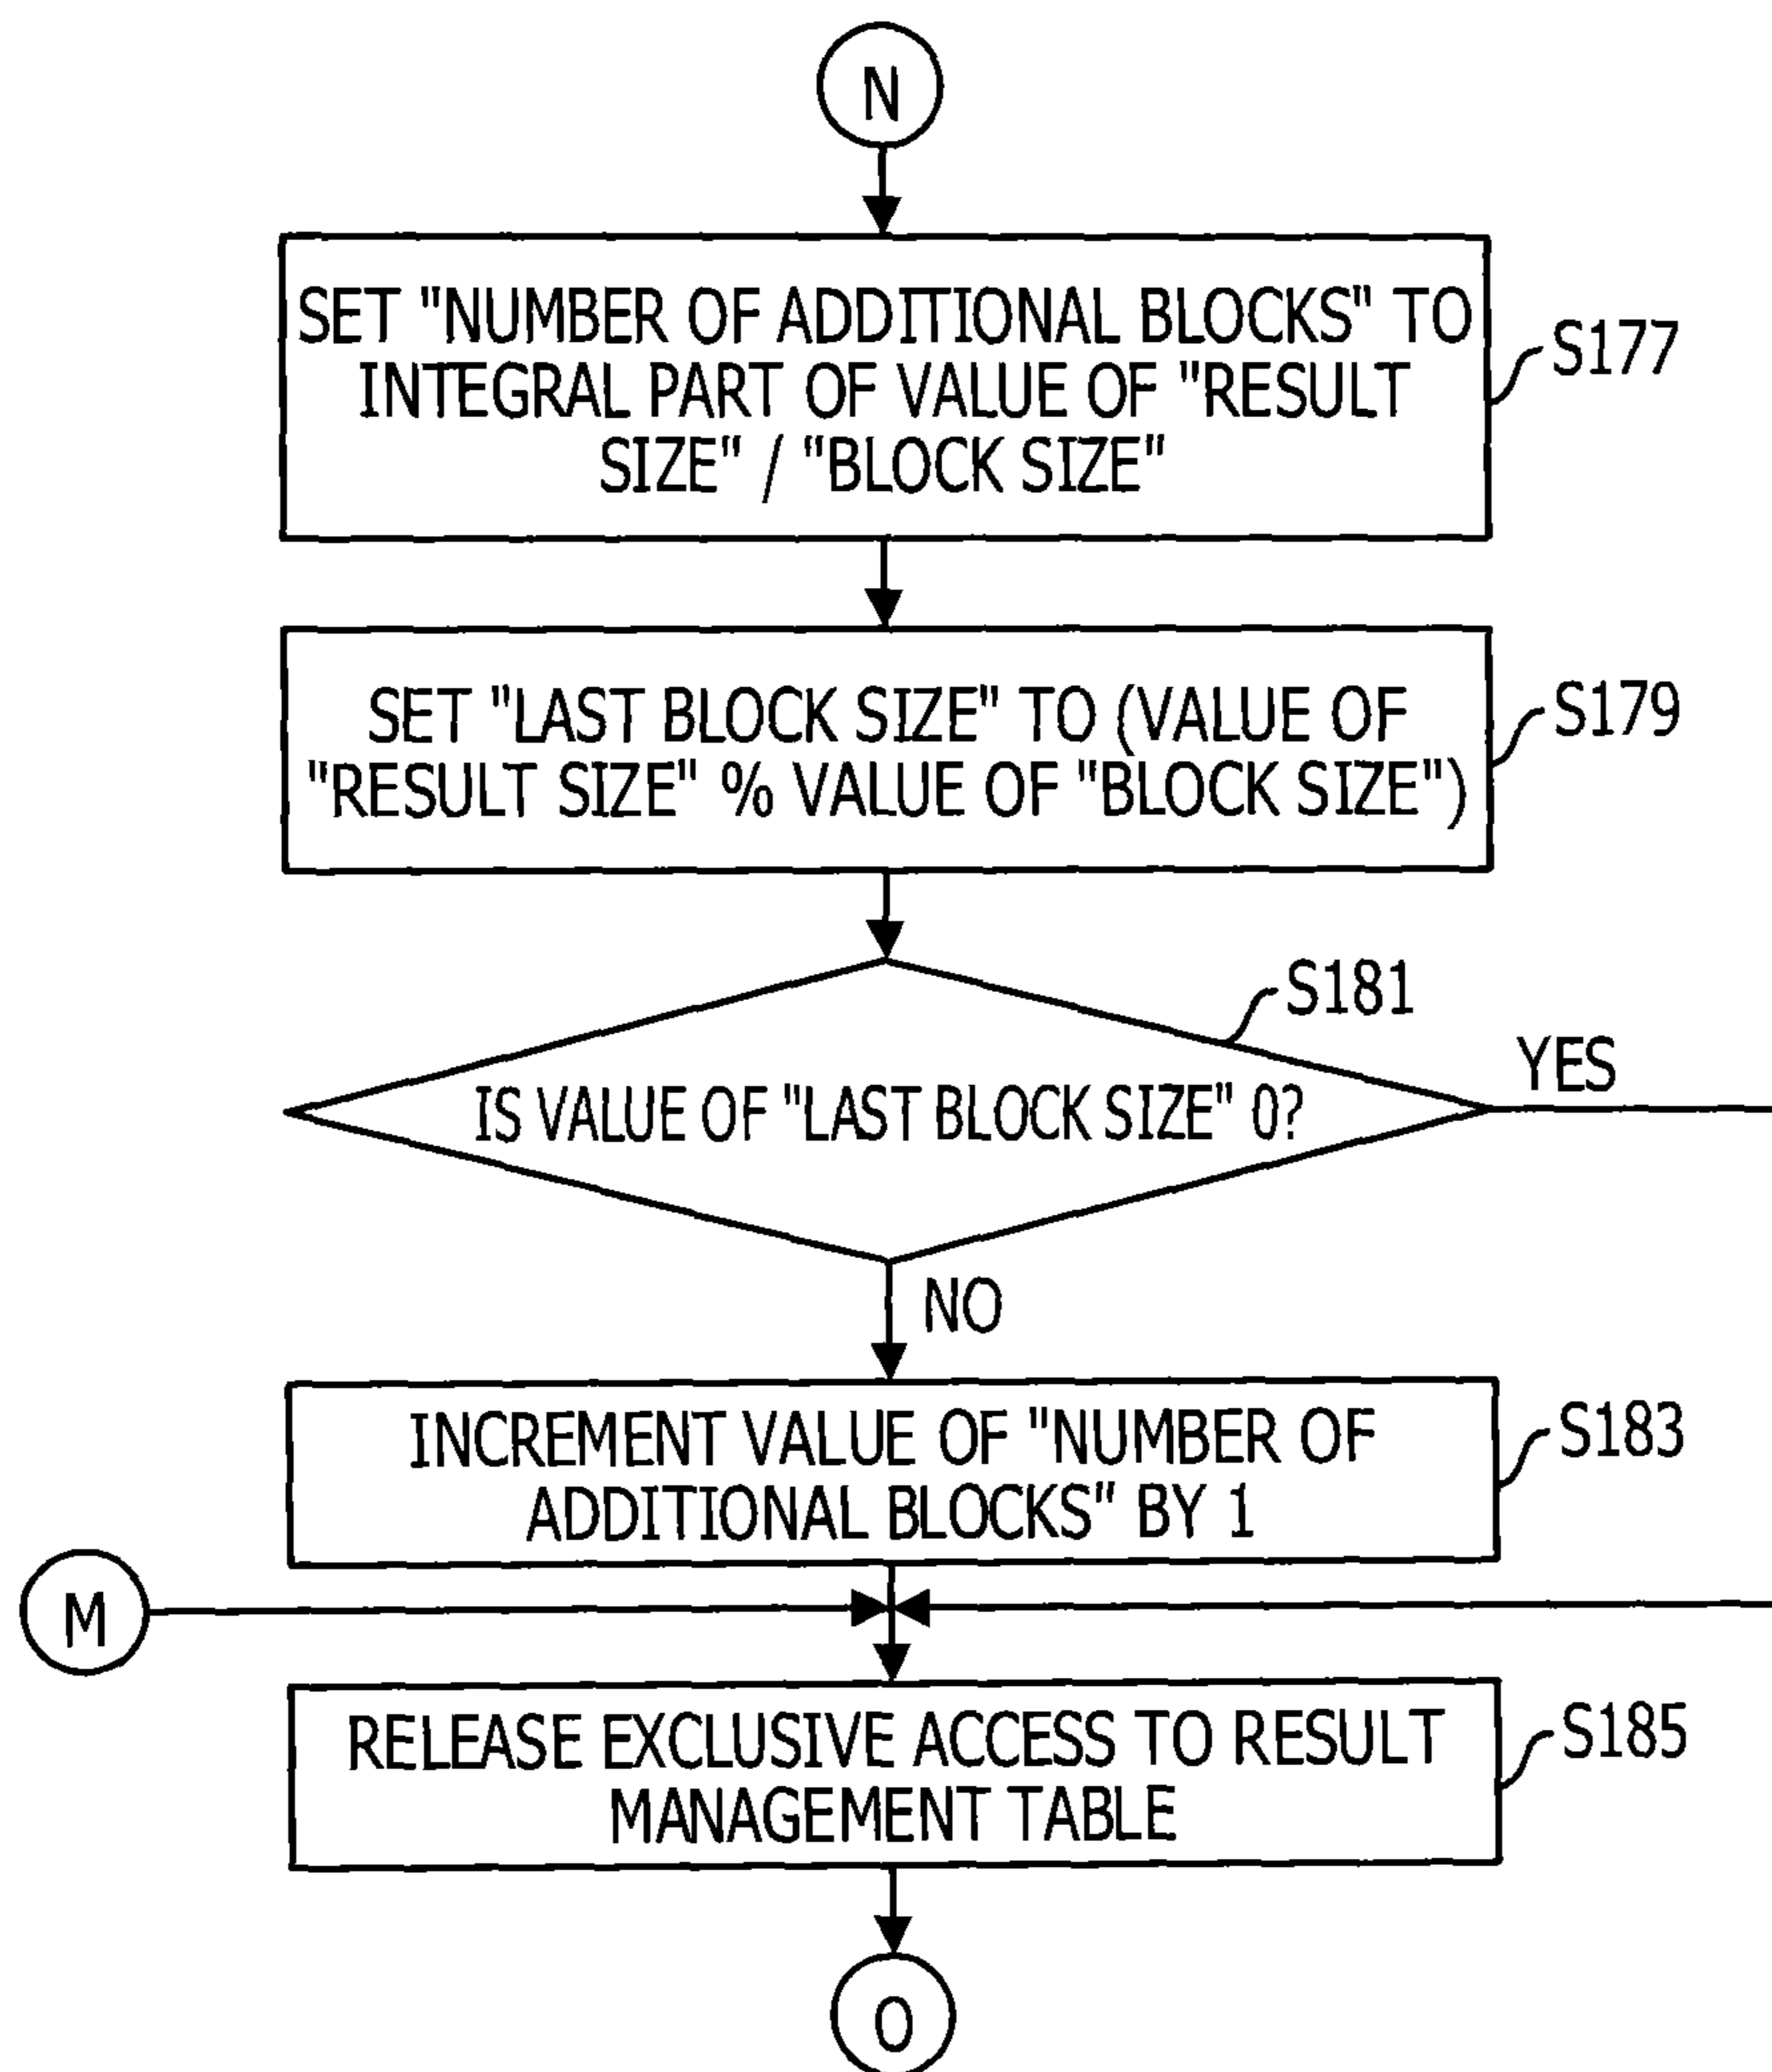 N
SET "NUMBER OF ADDITIONAL BLOCKS" TO
INTEGRAL PART OF VALUE OF "RESULT
SIZE" / "BLOCK SIZE"
S177
SET "LAST BLOCK SIZE" TO (VALUE OF
"RESULT SIZE" % VALUE OF "BLOCK SIZE")
S179
S181
IS VALUE OF "LAST BLOCK SIZE" 0?
YES
NO
INCREMENT VALUE OF "NUMBER OF
ADDITIONAL BLOCKS" BY 1
S183
M
RELEASE EXCLUSIVE ACCESS TO RESULT
MANAGEMENT TABLE
S185
O